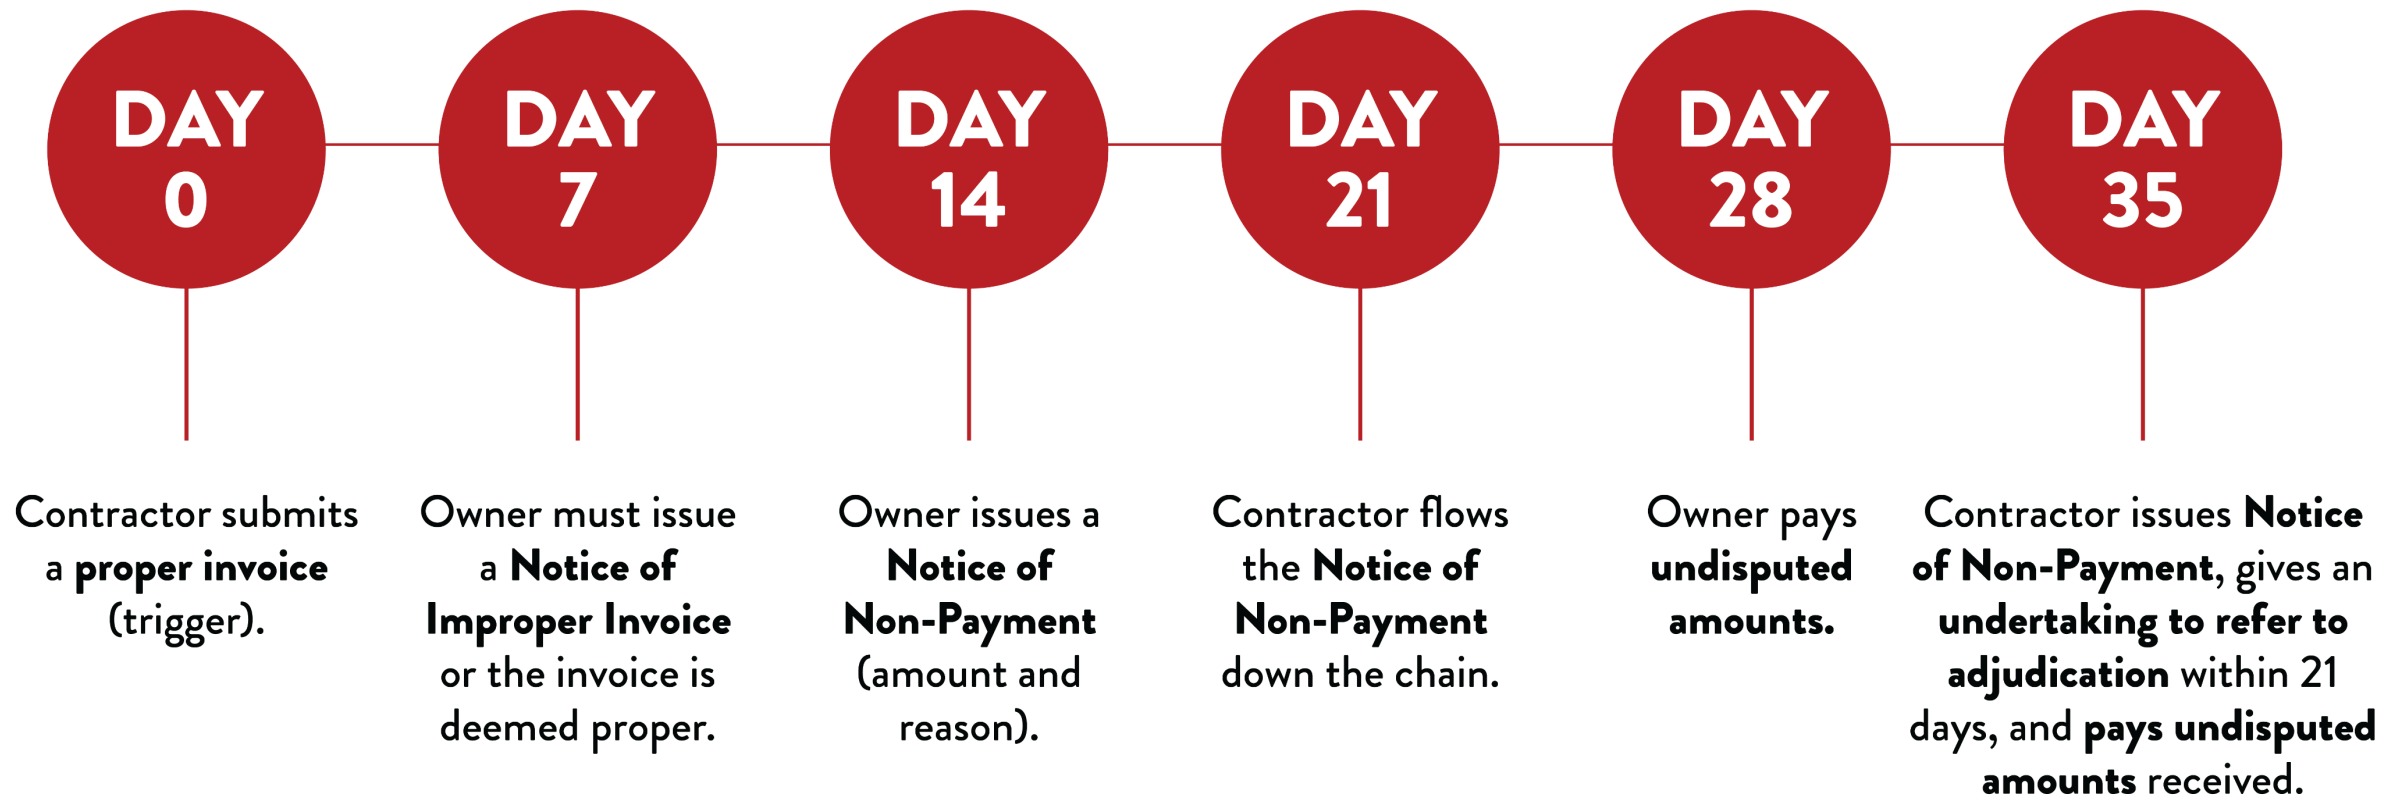 DAY
0
Contractor submits
a proper invoice
(trigger).
DAY
7
Owner must issue
a Notice of
Improper Invoice
or the invoice is
deemed proper.
DAY
14
Owner issues a
Notice of
Non-Payment
(amount and
reason).
DAY
21
Contractor flows
the Notice of
Non-Payment
down the chain.
DAY
28
Owner pays
undisputed
amounts.
DAY
35
Contractor issues Notice
of Non-Payment, gives an
undertaking to refer to
adjudication within 21
days, and pays undisputed
amounts received.